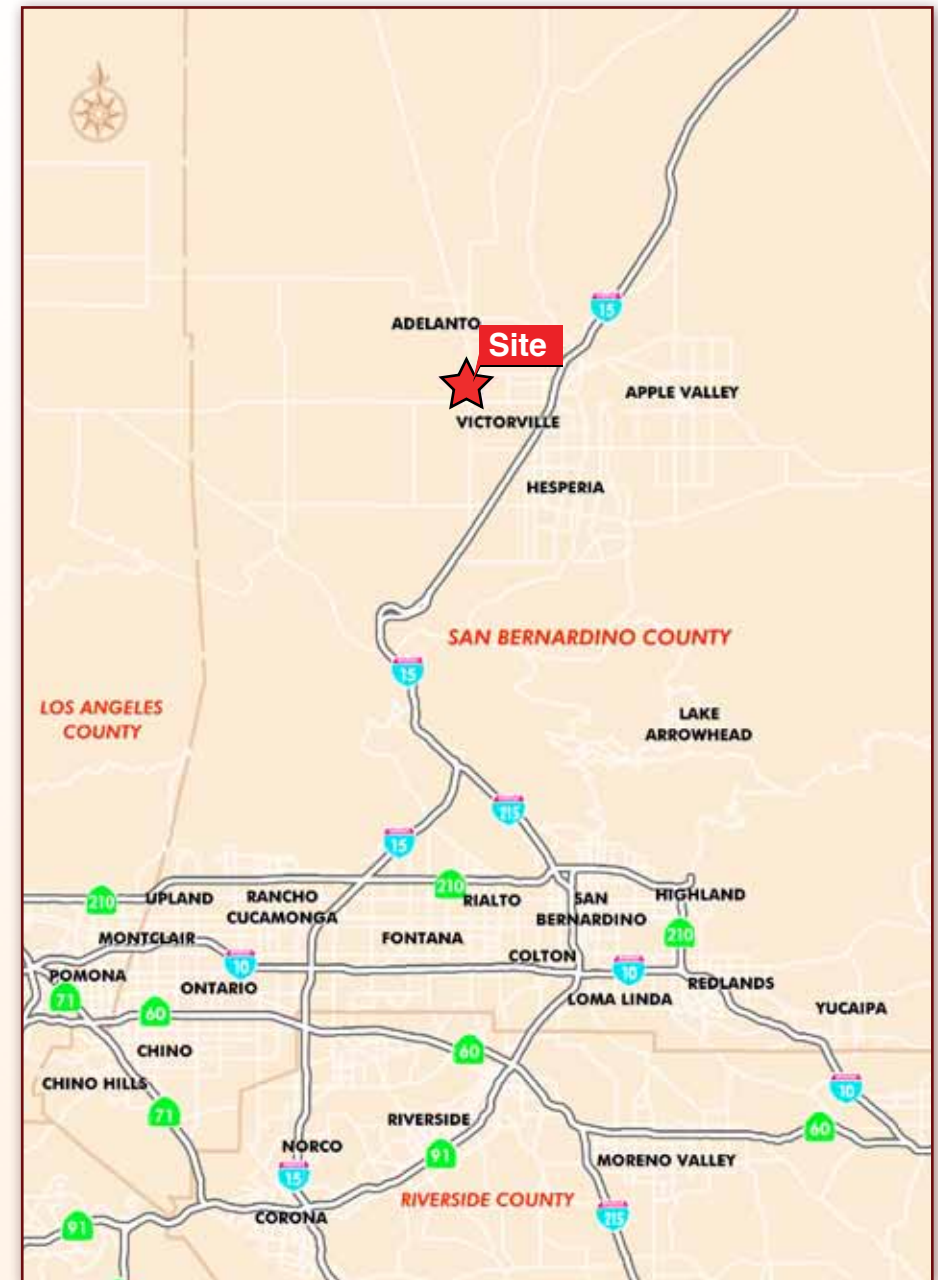 ADELANTO
15
Site
APPLE VALLEY
VICTORVILLE
HESPERIA
SAN BERNARDINO COUNTY
15
LOS ANGELES
COUNTY
LAKE
ARROWHEAD
215
15
210
UPLAND
RANCHO
CUCAMONGA
210
RIALTO
SAN
BERNARDINO
HIGHLAND
MONTCLAIR
FONTANA
210
COLTON
10
10
POMONA
ONTARIO
LOMA LINDA
REDLANDS
71
60
YUCAIPA
CHINO
60
CHINO HILLS
10
71
RIVERSIDE
60
NORCO
91
MORENO VALLEY
15
RIVERSIDE COUNTY
CORONA
215
91